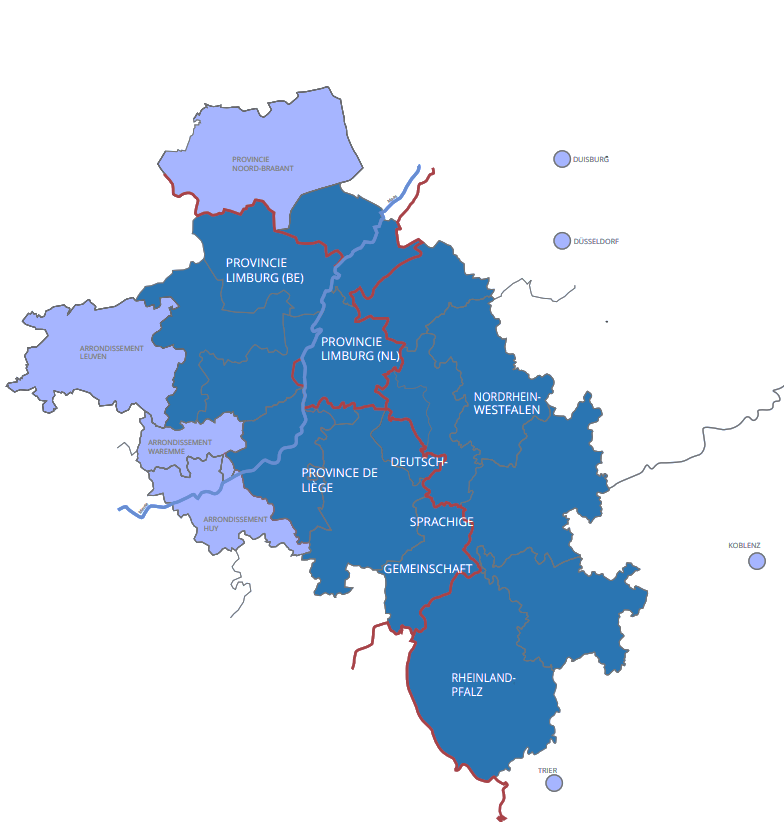 PROVINCIE
NOORD-BRABANT
DUISBURG
DÜSSELDORF
PROVINCIE
LIMBURG (BE)
PROVINCIE
LIMBURG (NL)
ARRONDISSEMENT
LEUVEN
NORDRHEIN-
WESTFALEN
ARRONDISSEMENT
WAREMME
DEUTSCH-
PROVINCE DE
LIÈGE
ARRONDISSEMENT
HUY
SPRACHIGE
GEMEINSCHAFT
KOBLENZ
RHEINLAND-
PFALZ
TRIER